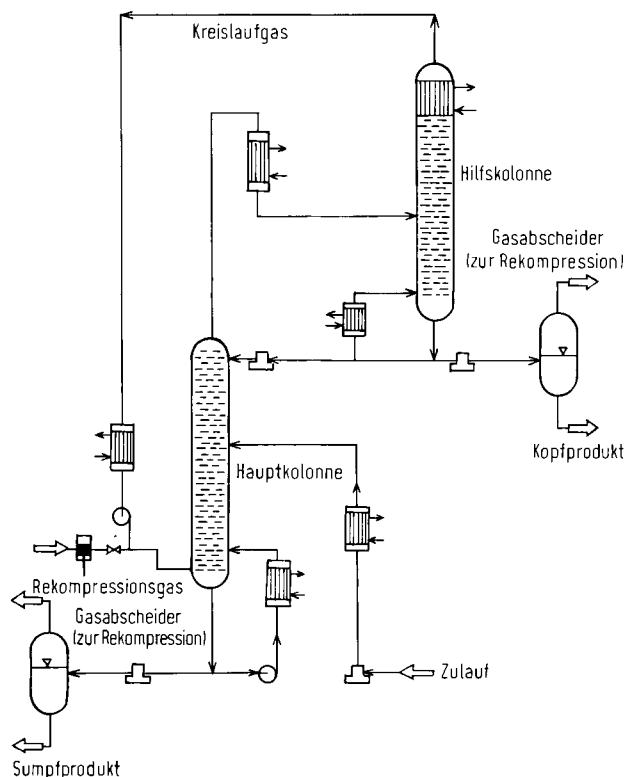 Kreislaufgas
Hilfskolonne
Gasabscheider
(zur Rekompression)
Kopfprodukt
Hauptkolonne
Rekompressionsgas
Gasabscheider
(zur Rekompression)
Zulauf
Sumpfprodukt